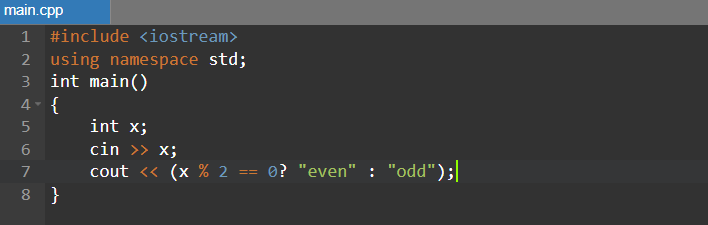 main.cpp
1 #include <iostream>
2 using namespace std;
3 int main()
4 {
5     int x;
6     cin >> x;
7     cout << (x % 2 == 0? "even" : "odd");
8 }